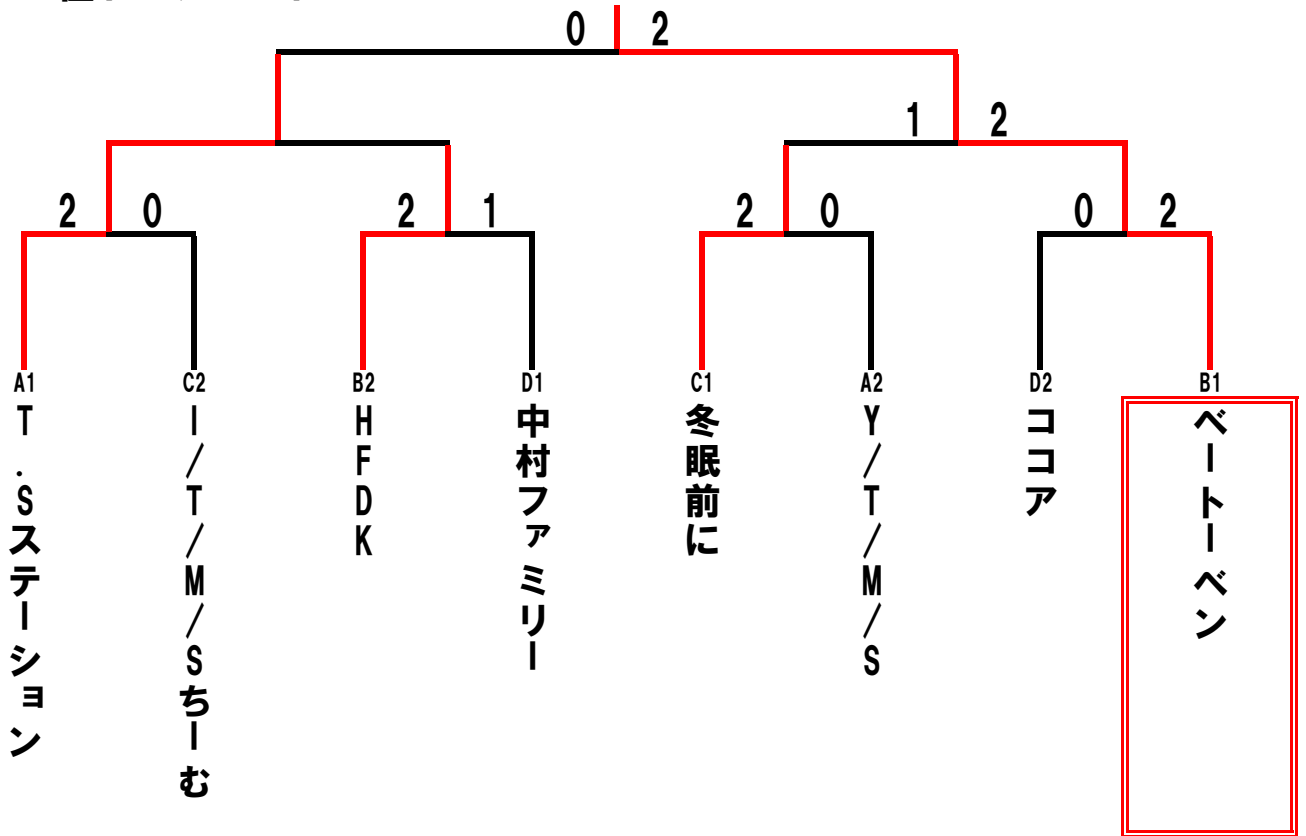 0 2
1 2
2 0
2 1
2 0
0 2
A1
C2
B2
D1
C1
A2
D2
B1
T.Sステーション
I/T/M/Sちーむ
HFDK
中村ファミリー
冬眠前に
Y/T/M/S
ココア
ベートーベン